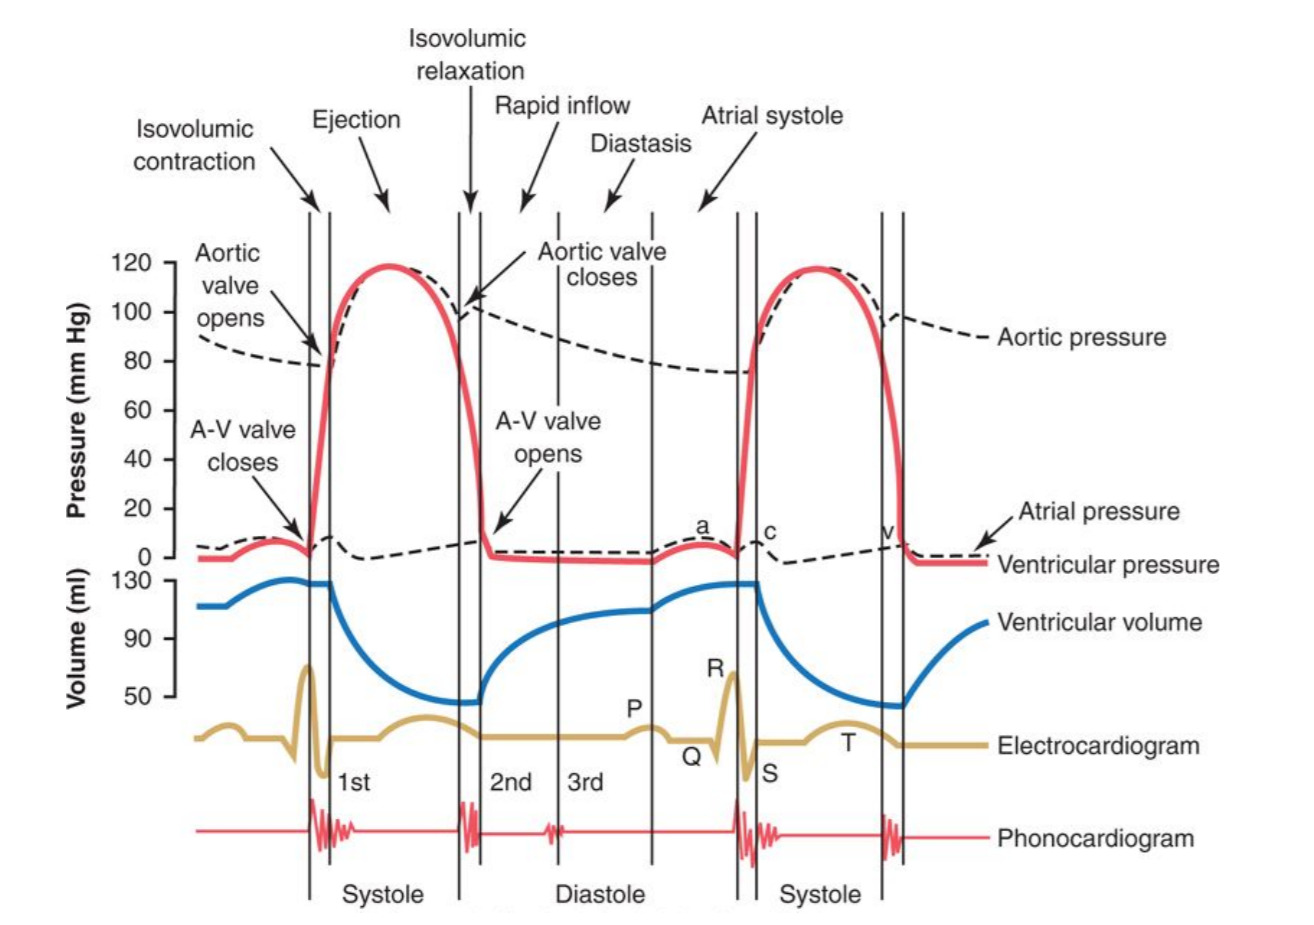 Isovolumic
relaxation
Rapid inflow
Ejection
Atrial systole
Isovolumic
contraction
Diastasis
Aortic
valve
opens
Aortic valve
closes
120
100
80
60
40
20
0
Pressure (mm Hg)
Aortic pressure
A-V valve
closes
A-V valve
opens
a
c
v
Atrial pressure
Ventricular pressure
130
90
50
Volume (ml)
Ventricular volume
R
P
Q
S
T
Electrocardiogram
1st
2nd
3rd
Phonocardiogram
Systole
Diastole
Systole